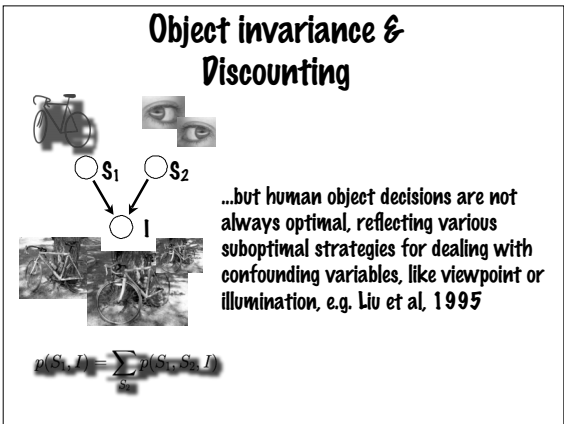 Object invariance &
Discounting
S₁
S₂
I
...but human object decisions are not
always optimal, reflecting various
suboptimal strategies for dealing with
confounding variables, like viewpoint or
illumination, e.g. Liu et al, 1995
p(S₁, I) = ∑_{S₂} p(S₁, S₂, I)